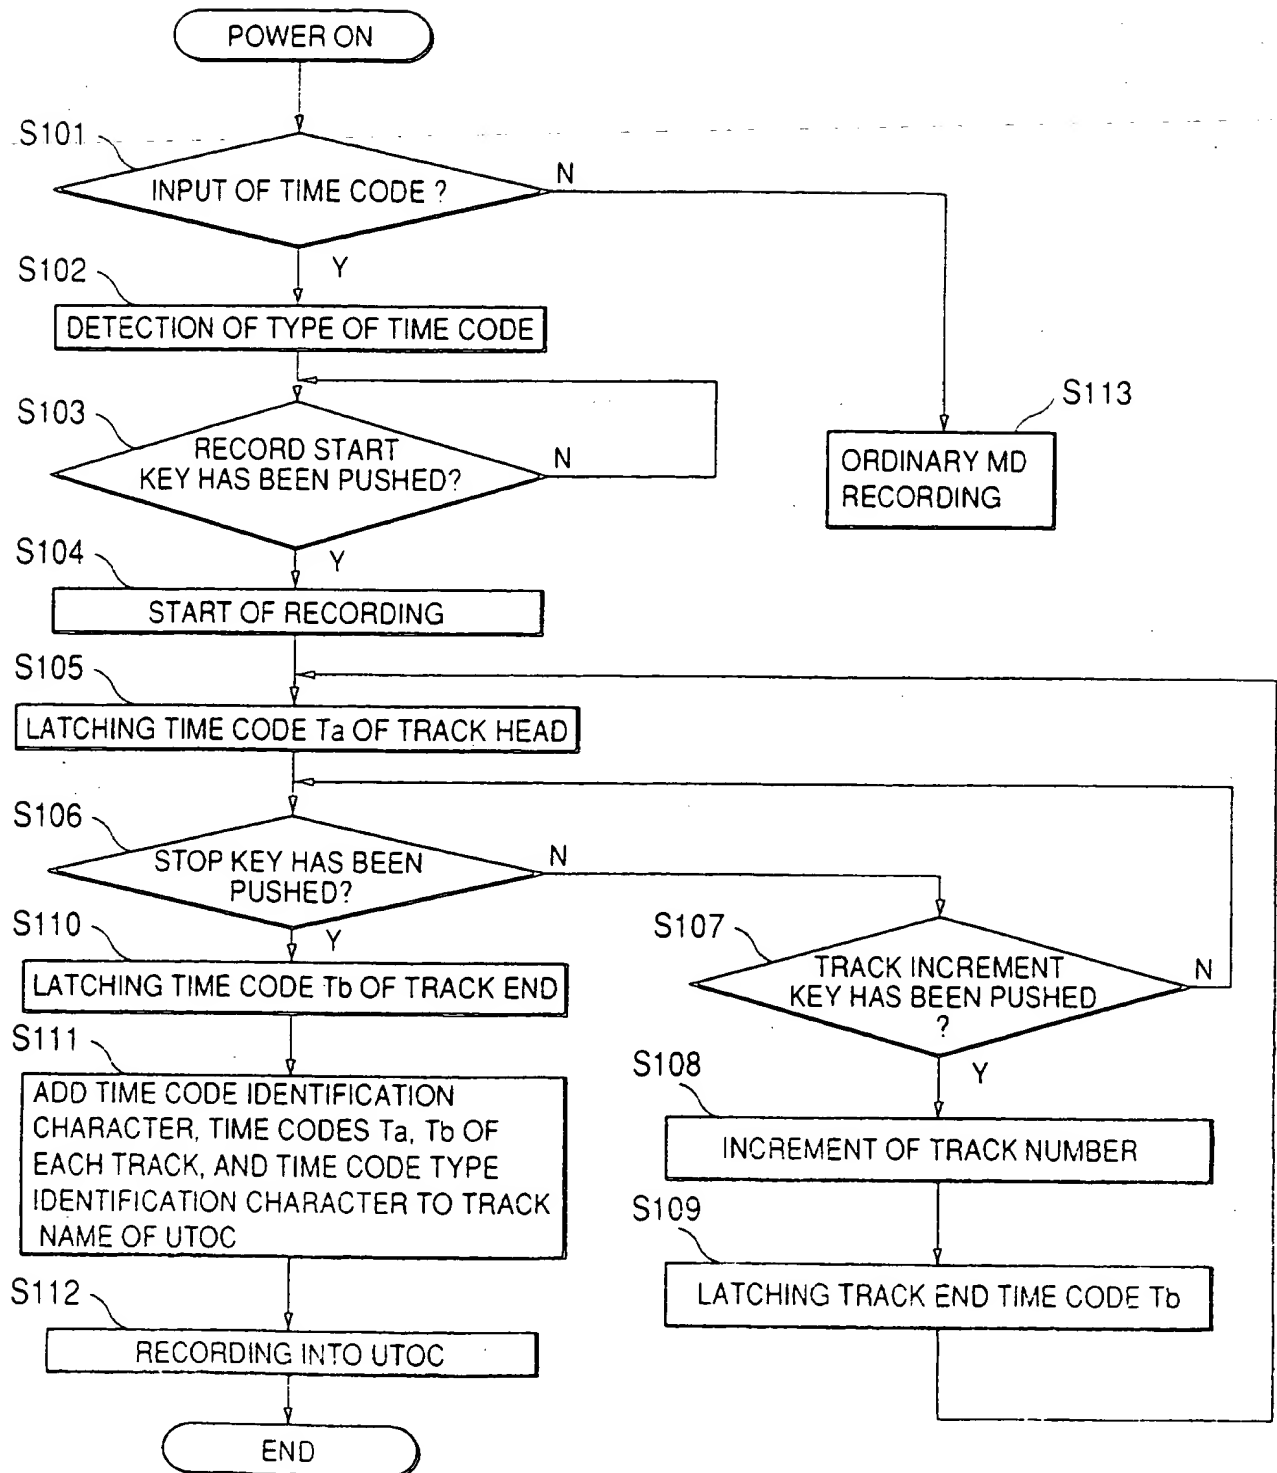 POWER ON
S101
INPUT OF TIME CODE ?
N
Y
S102
DETECTION OF TYPE OF TIME CODE
S103
RECORD START
KEY HAS BEEN PUSHED?
N
S113
ORDINARY MD
RECORDING
Y
S104
START OF RECORDING
S105
LATCHING TIME CODE Ta OF TRACK HEAD
S106
STOP KEY HAS BEEN
PUSHED?
N
Y
S107
TRACK INCREMENT
KEY HAS BEEN PUSHED
?
N
Y
S110
LATCHING TIME CODE Tb OF TRACK END
S111
ADD TIME CODE IDENTIFICATION
CHARACTER, TIME CODES Ta, Tb OF
EACH TRACK, AND TIME CODE TYPE
IDENTIFICATION CHARACTER TO TRACK
NAME OF UTOC
S108
INCREMENT OF TRACK NUMBER
S109
LATCHING TRACK END TIME CODE Tb
S112
RECORDING INTO UTOC
END